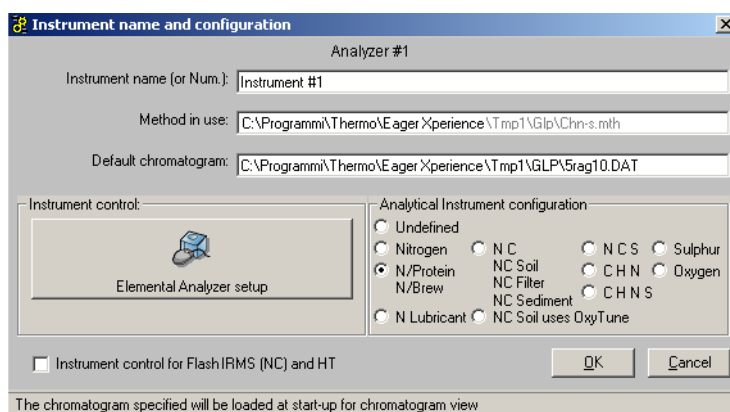 Instrument name and configuration
Analyzer #1
Instrument name (or Num.): Instrument #1
Method in use: C:\Programmi\Thermo\Eager Xperience\Tmp1\Glp\Chn-s.mth
Default chromatogram: C:\Programmi\Thermo\Eager Xperience\Tmp1\GLP\5rag10.DAT
Instrument control:
Elemental Analyzer setup
Analytical Instrument configuration
Undefined
Nitrogen N C N C S Sulphur
N/Protein NC Soil C H N Oxygen
N/Brew NC Filter C H N S
NC Sediment
N Lubricant NC Soil uses OxyTune
Instrument control for Flash IRMS (NC) and HT
OK Cancel
The chromatogram specified will be loaded at start-up for chromatogram view